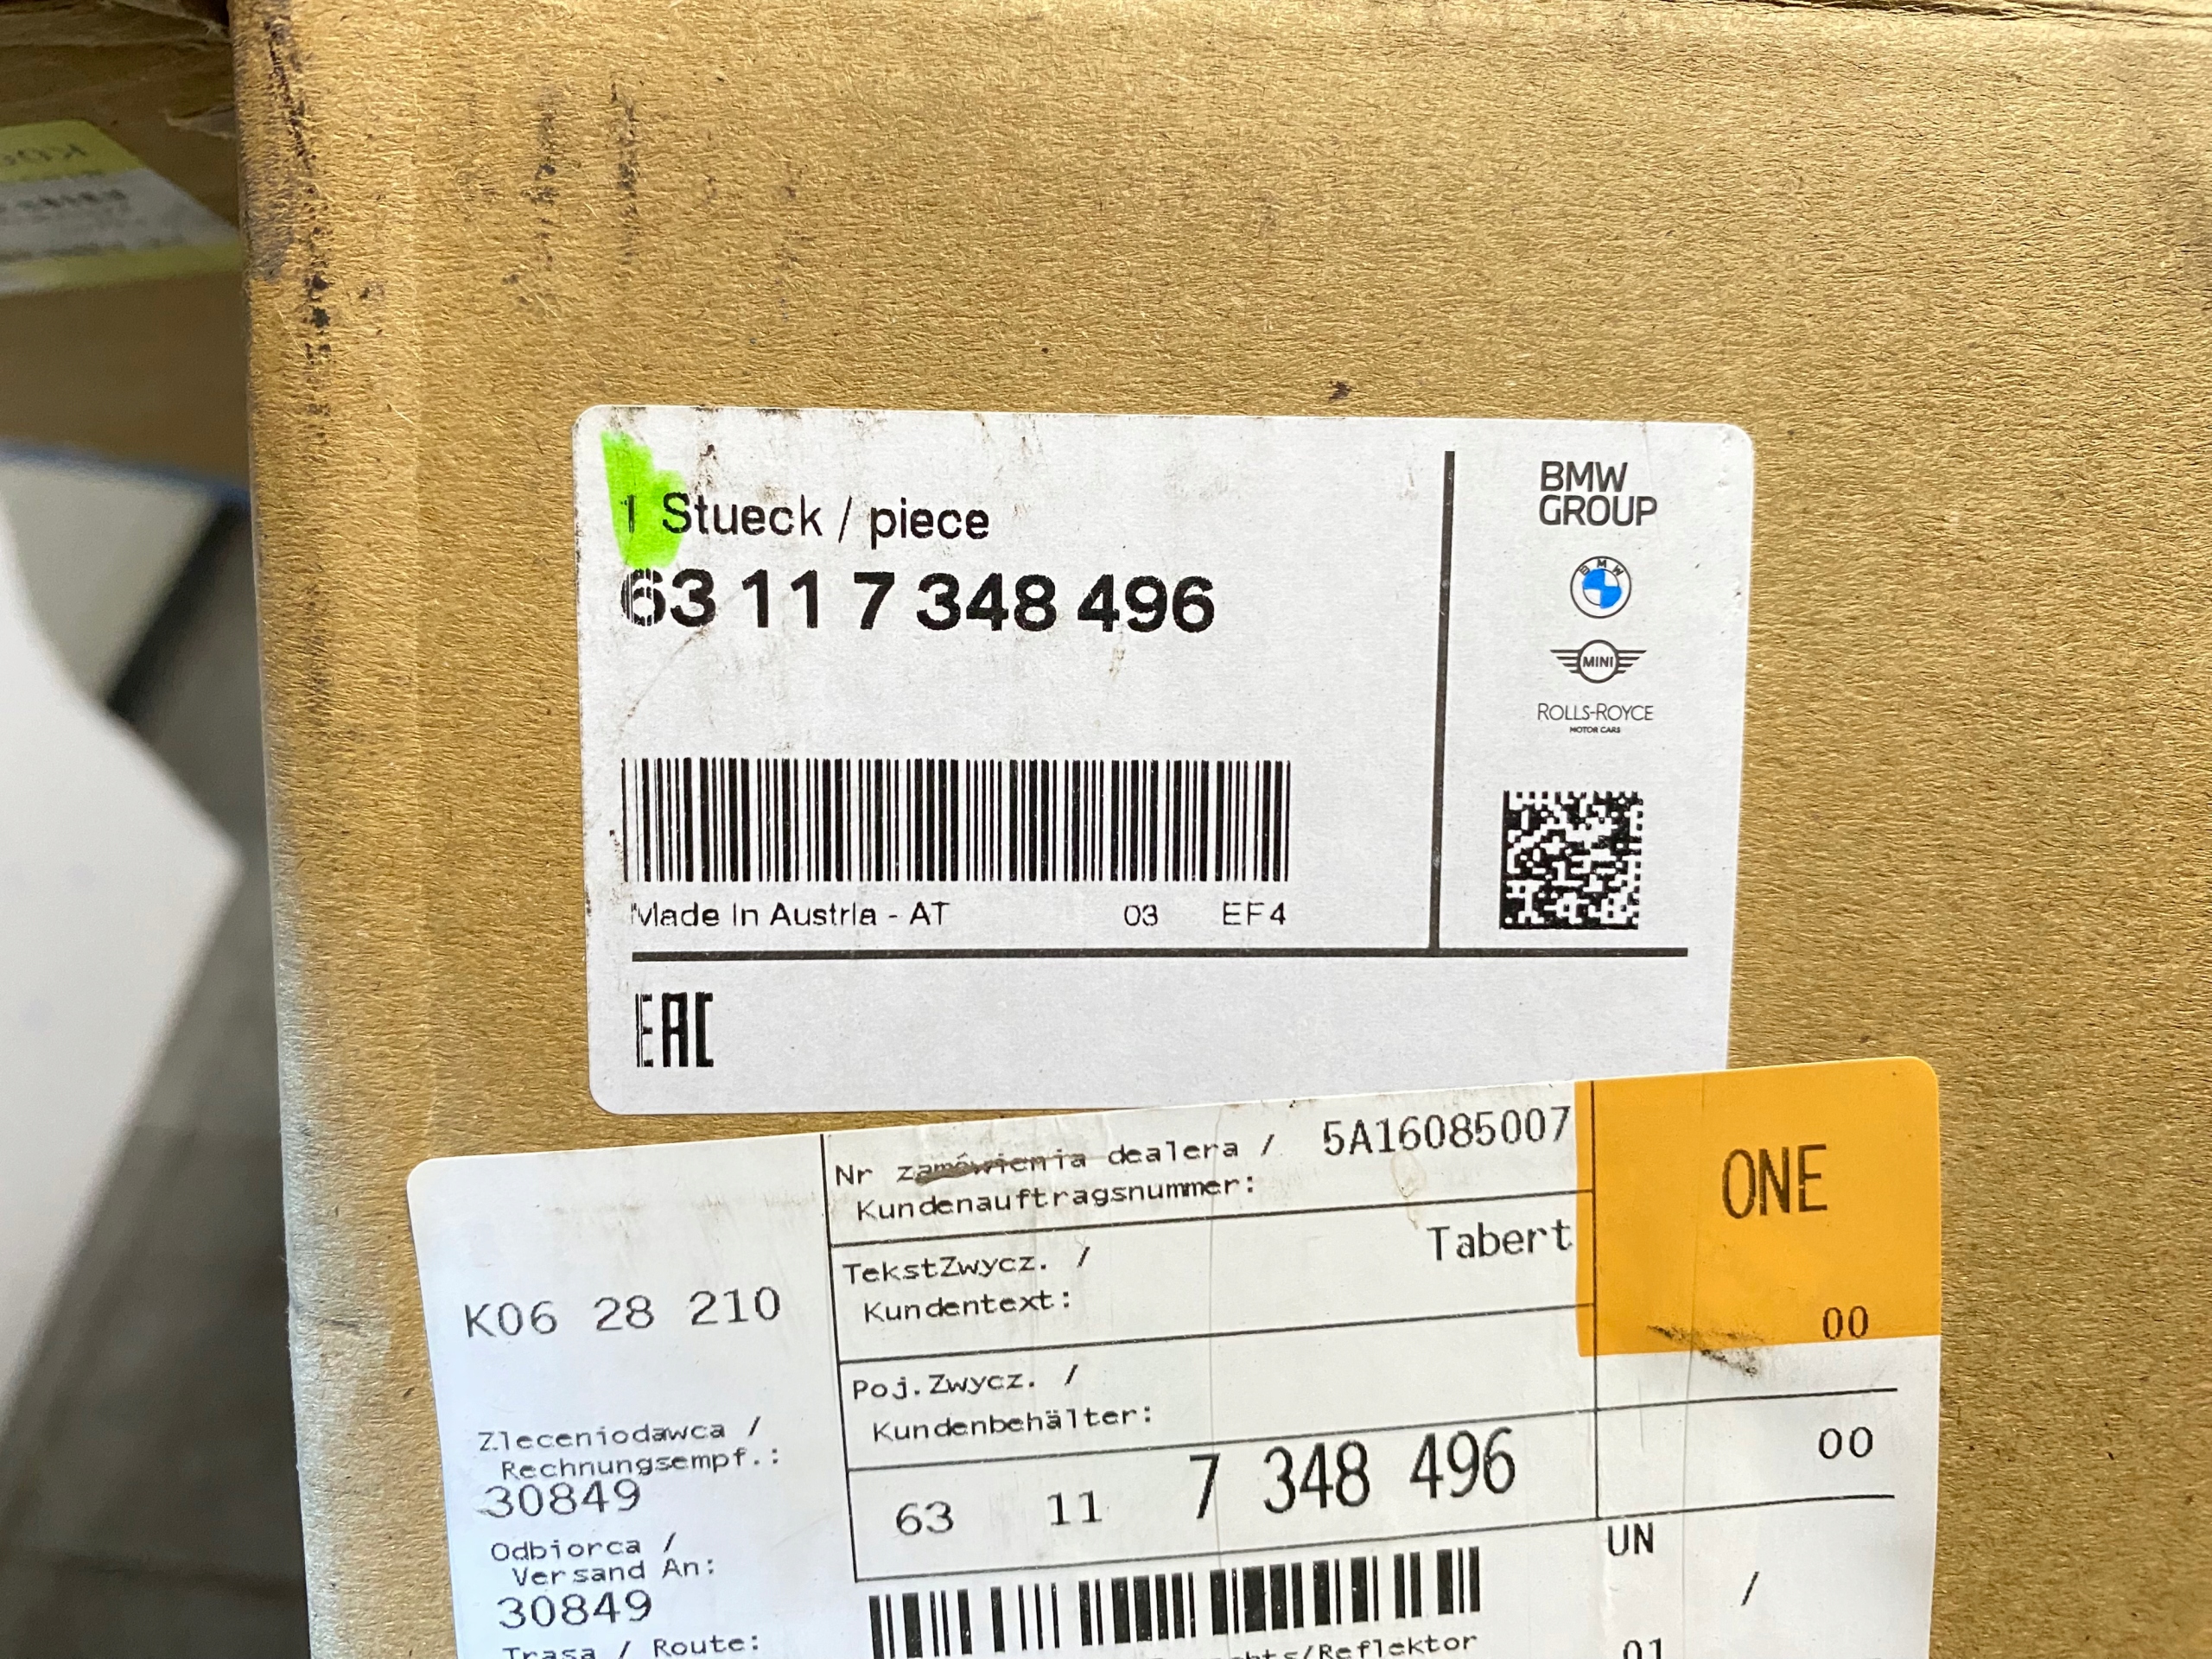 1 Stueck / piece
63 11 7 348 496
Made In Austria - AT 03 EF4
EAC
BMW
GROUP
BMW
MINI
ROLLS-ROYCE
MOTOR CARS
K06 28 210
Zleceniodawca /
Rechnungsempf.:
30849
Odbiorca /
Versand An:
30849
Trasa / Route:
Nr zamówienia dealera / 5A16085007
Kundenauftragsnummer:
TekstZwycz. / Tabert
Kundentext:
Poj.Zwycz. /
Kundenbehälter:
63 11 7 348 496
ONE
00
00
UN
/
01